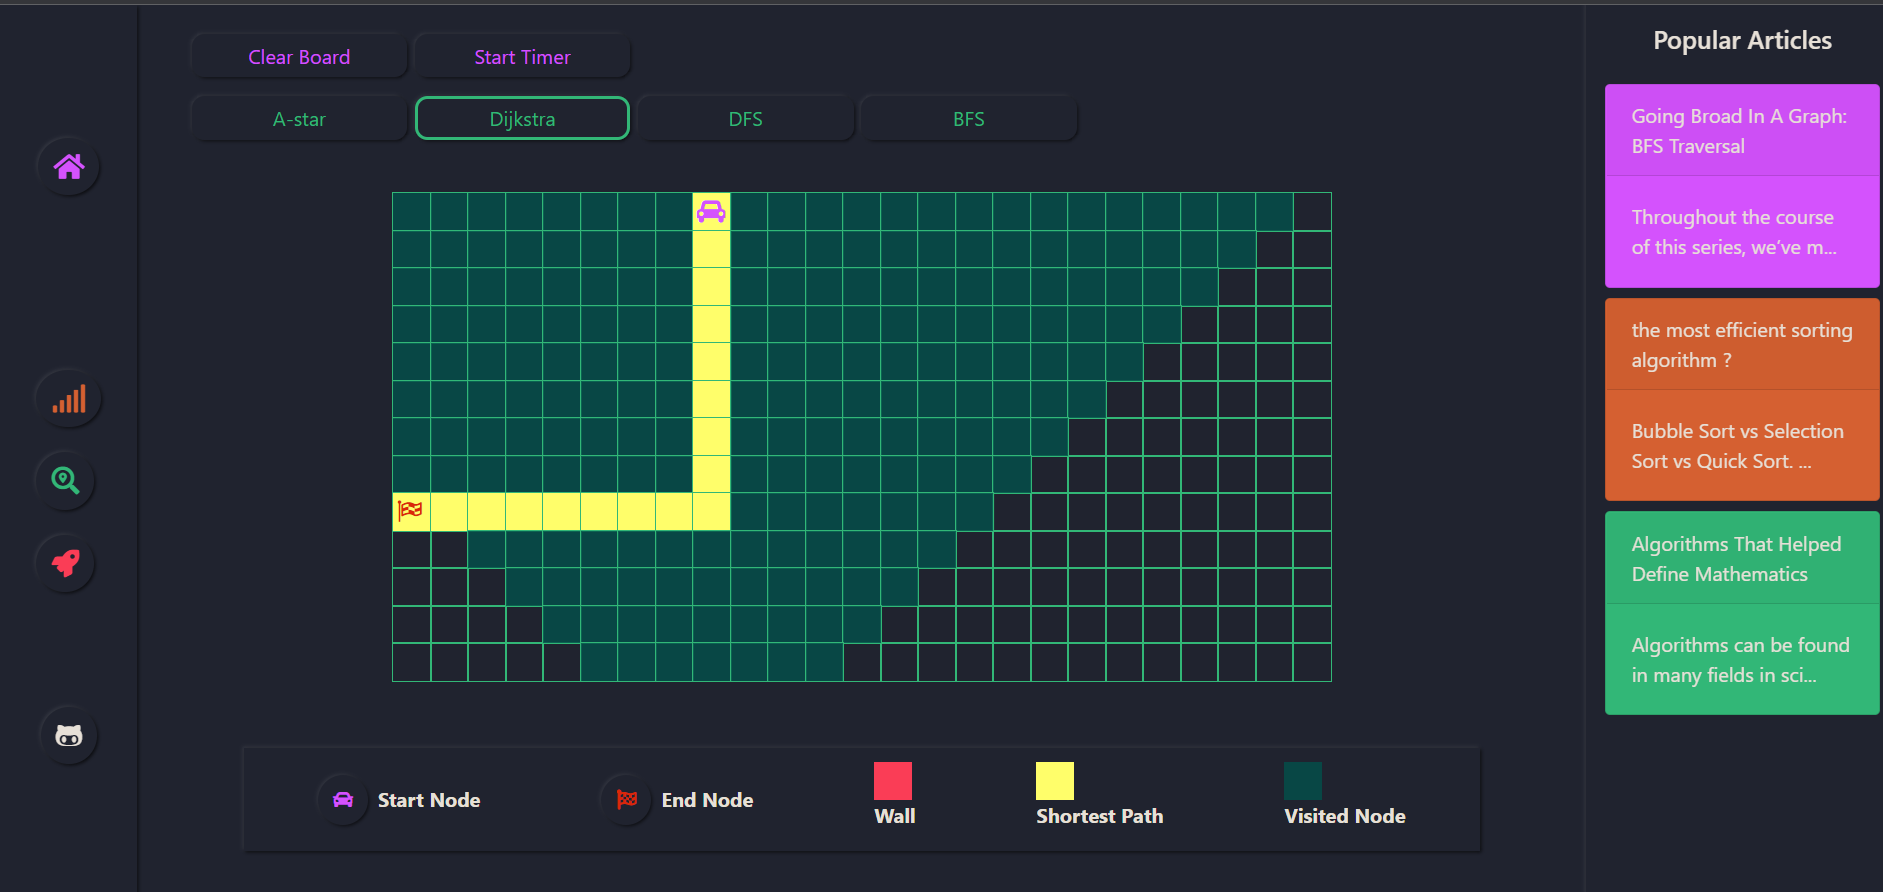 Clear Board
Start Timer
A-star
Dijkstra
DFS
BFS
Start Node
End Node
Wall
Shortest Path
Visited Node
Popular Articles
Going Broad In A Graph:
BFS Traversal
Throughout the course
of this series, we’ve m...
the most efficient sorting
algorithm ?
Bubble Sort vs Selection
Sort vs Quick Sort. ...
Algorithms That Helped
Define Mathematics
Algorithms can be found
in many fields in sci...